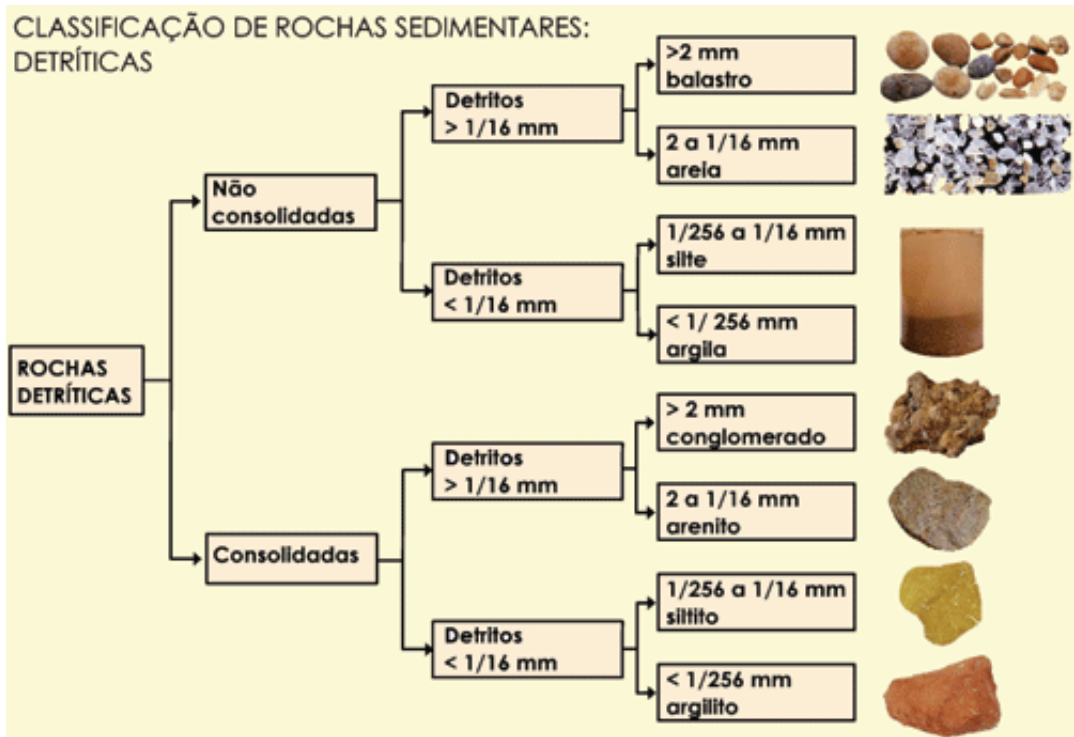 CLASSIFICAÇÃO DE ROCHAS SEDIMENTARES:
DETRÍTICAS
ROCHAS
DETRÍTICAS
Não
consolidadas
Detritos
> 1/16 mm
>2 mm
balastro
2 a 1/16 mm
areia
Detritos
< 1/16 mm
1/256 a 1/16 mm
silte
< 1/ 256 mm
argila
Consolidadas
Detritos
> 1/16 mm
> 2 mm
conglomerado
2 a 1/16 mm
arenito
Detritos
< 1/16 mm
1/256 a 1/16 mm
siltito
< 1/256 mm
argilito